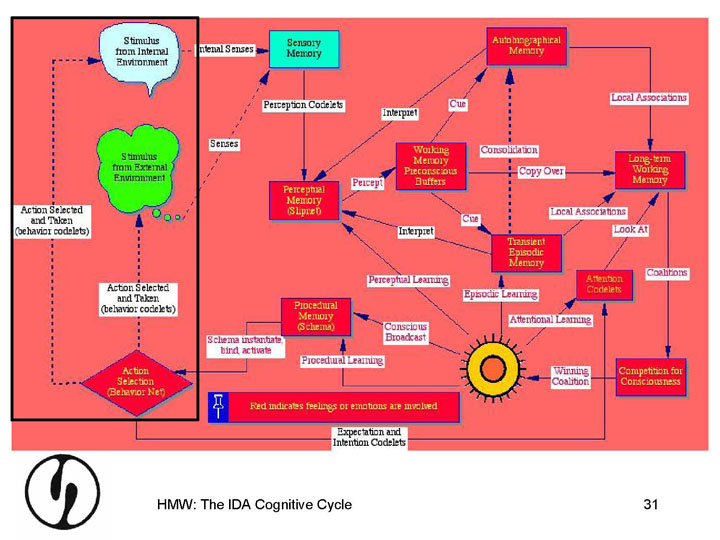 Stimulus
from Internal
Environment
Intenal Senses
Sensory
Memory
Autobiographical
Memory
Perception Codelets
Interpret
Cue
Local Associations
Senses
Stimulus
from External
Environment
Working
Memory
Preconscious
Buffers
Consolidation
Copy Over
Long-term
Working
Memory
Percept
Perceptual
Memory
(Slipnet)
Cue
Local Associations
Action Selected
and Taken
(behavior codelets)
Interpret
Look At
Transient
Episodic
Memory
Perceptual Learning
Episodic Learning
Attention
Codelets
Coalitions
Action Selected
and Taken
(behavior codelets)
Procedural
Memory
(Schema)
Conscious
Broadcast
Attentional Learning
Schema instantiate,
bind, activate
Procedural Learning
Action
Selection
(Behavior Net)
Winning
Coalition
Competition for
Consciousness
Red indicates feelings or emotions are involved
Expectation and
Intention Codelets
HMW: The IDA Cognitive Cycle
31